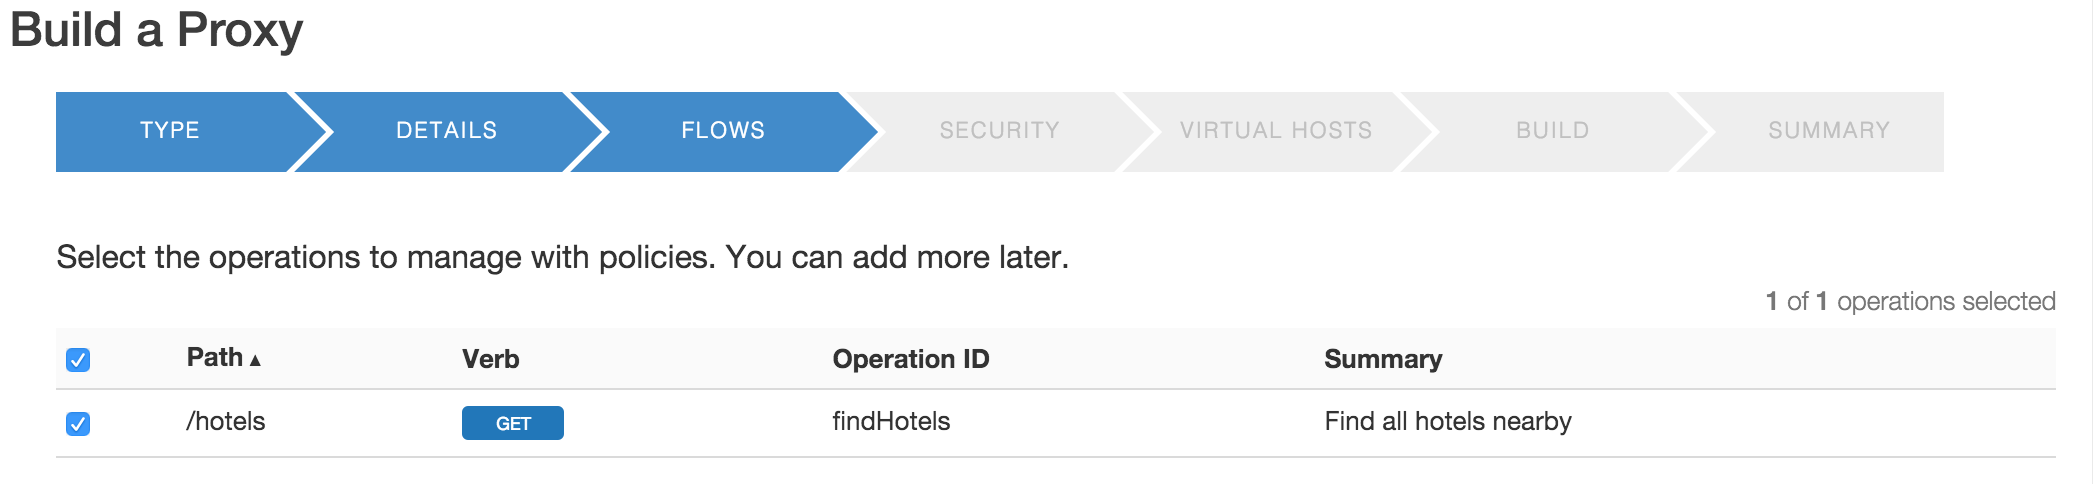 Build a Proxy
TYPE DETAILS FLOWS SECURITY VIRTUAL HOSTS BUILD SUMMARY
Select the operations to manage with policies. You can add more later.
1 of 1 operations selected
Path ▲ Verb Operation ID Summary
/hotels GET findHotels Find all hotels nearby